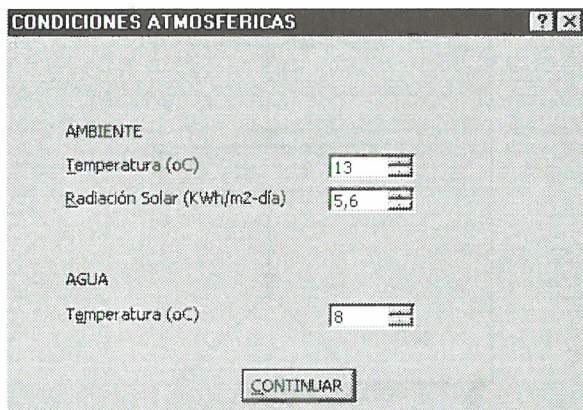 CONDICIONES ATMOSFERICAS
AMBIENTE
Temperatura (oC) 13
Radiación Solar (KWh/m2-día) 5,6
AGUA
Temperatura (oC) 8
CONTINUAR